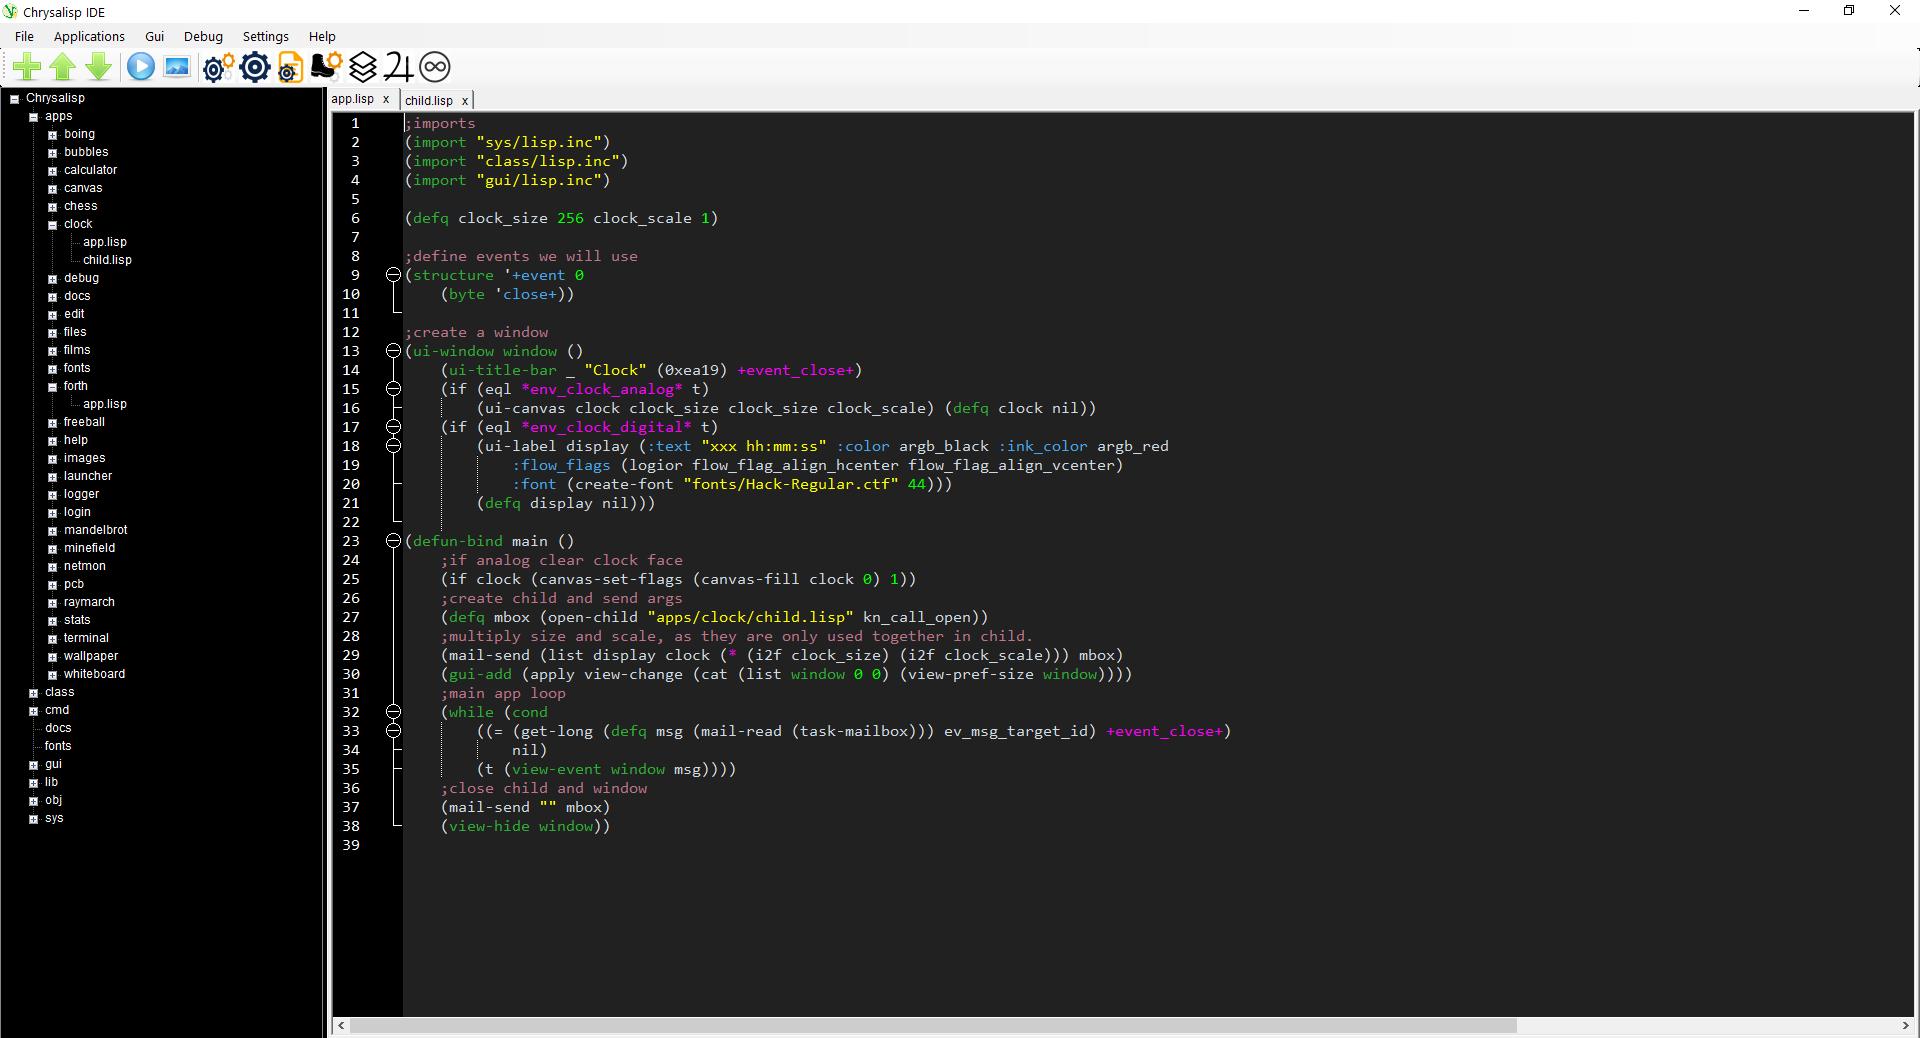 Chrysalisp IDE
File Applications Gui Debug Settings Help
Chrysalisp
apps
boing
bubbles
calculator
canvas
chess
clock
app.lisp
child.lisp
debug
docs
edit
files
films
fonts
forth
app.lisp
freeball
help
images
launcher
logger
login
mandelbrot
minefield
netmon
pcb
raymarch
stats
terminal
wallpaper
whiteboard
class
cmd
docs
fonts
gui
lib
obj
sys
app.lisp x child.lisp x
1 ;imports
2 (import "sys/lisp.inc")
3 (import "class/lisp.inc")
4 (import "gui/lisp.inc")
5
6 (defq clock_size 256 clock_scale 1)
7
8 ;define events we will use
9 (structure '+event 0
10     (byte 'close+))
11
12 ;create a window
13 (ui-window window ()
14     (ui-title-bar _ "Clock" (0xea19) +event_close+)
15     (if (eql *env_clock_analog* t)
16         (ui-canvas clock clock_size clock_size clock_scale) (defq clock nil))
17     (if (eql *env_clock_digital* t)
18         (ui-label display (:text "xxx hh:mm:ss" :color argb_black :ink_color argb_red
19             :flow_flags (logior flow_flag_align_hcenter flow_flag_align_vcenter)
20             :font (create-font "fonts/Hack-Regular.ctf" 44)))
21         (defq display nil)))
22
23 (defun-bind main ()
24     ;if analog clear clock face
25     (if clock (canvas-set-flags (canvas-fill clock 0) 1))
26     ;create child and send args
27     (defq mbox (open-child "apps/clock/child.lisp" kn_call_open))
28     ;multiply size and scale, as they are only used together in child.
29     (mail-send (list display clock (* (i2f clock_size) (i2f clock_scale))) mbox)
30     (gui-add (apply view-change (cat (list window 0 0) (view-pref-size window))))
31     ;main app loop
32     (while (cond
33         ((= (get-long (defq msg (mail-read (task-mailbox))) ev_msg_target_id) +event_close+)
34             nil)
35         (t (view-event window msg))))
36     ;close child and window
37     (mail-send "" mbox)
38     (view-hide window))
39